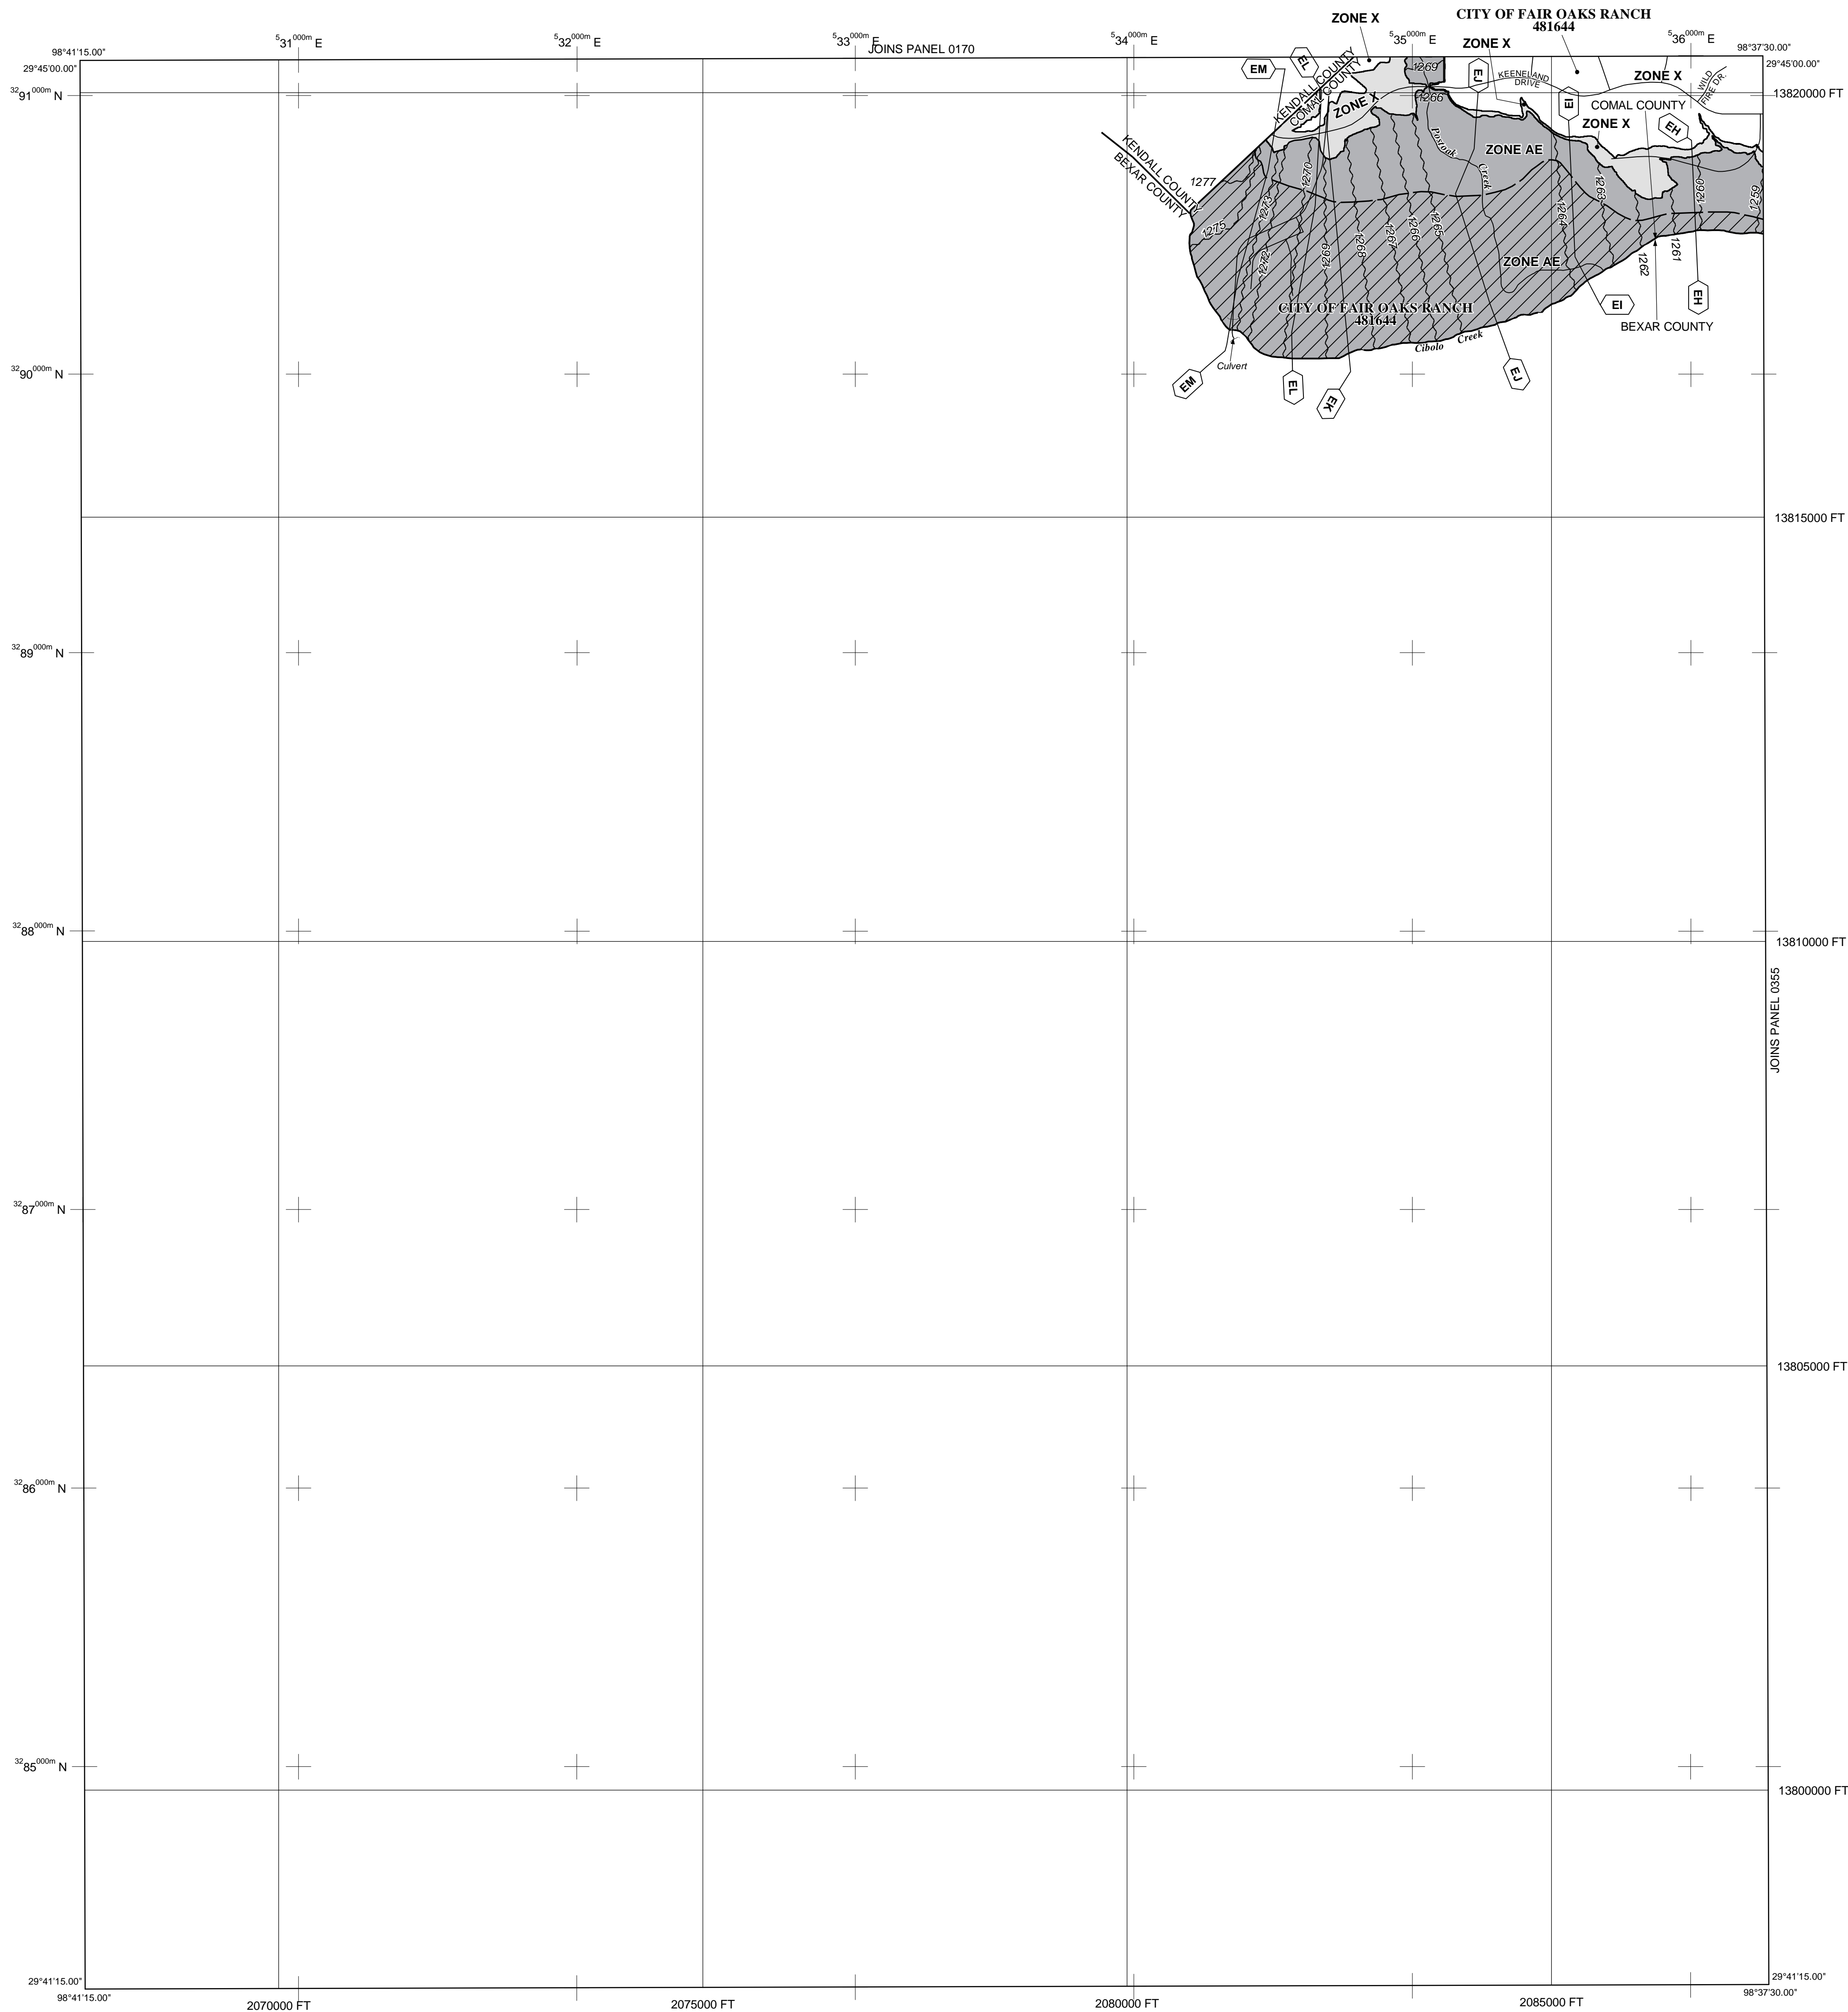 CITY OF FAIR OAKS RANCH
481644
ZONE X
ZONE X
98°41'15.00"
531000m E
532000m E
533000m E
JOINS PANEL 0170
534000m E
535000m E
536000m E
98°37'30.00"
29°45'00.00"
29°45'00.00"
3291000m N
13820000 FT
EM
EL
KENDALL COUNTY
COMAL COUNTY
ZONE X
1269
1266
EJ
KEENELAND
DRIVE
ZONE X
WILD
FIRE DR.
EI
COMAL COUNTY
ZONE X
EH
KENDALL COUNTY
BEXAR COUNTY
Postoak
Creek
ZONE AE
1277
1275
1273
1272
1270
1269
1268
1267
1266
1265
1264
1263
1262
1261
1260
1259
ZONE AE
CITY OF FAIR OAKS RANCH
481644
EI
EH
BEXAR COUNTY
Cibolo Creek
Culvert
EM
EL
EK
EJ
3290000m N
13815000 FT
3289000m N
3288000m N
13810000 FT
JOINS PANEL 0355
3287000m N
13805000 FT
3286000m N
3285000m N
13800000 FT
29°41'15.00"
29°41'15.00"
98°41'15.00"
98°37'30.00"
2070000 FT
2075000 FT
2080000 FT
2085000 FT